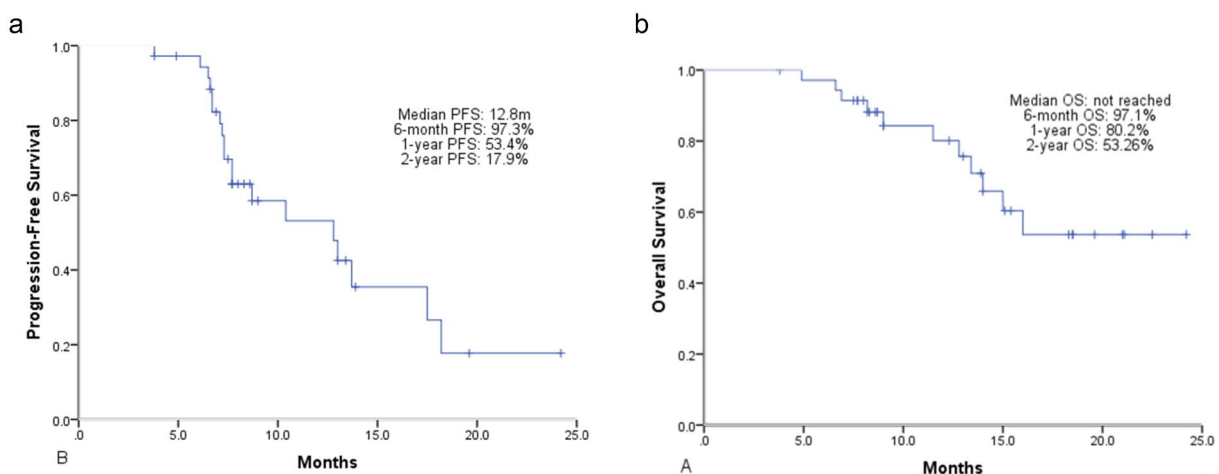 a
1.0
0.8
0.6
0.4
0.2
0.0
Progression-Free Survival
Median PFS: 12.8m
6-month PFS: 97.3%
1-year PFS: 53.4%
2-year PFS: 17.9%
.0 5.0 10.0 15.0 20.0 25.0
B
Months
b
1.0
0.8
0.6
0.4
0.2
0.0
Overall Survival
Median OS: not reached
6-month OS: 97.1%
1-year OS: 80.2%
2-year OS: 53.26%
.0 5.0 10.0 15.0 20.0 25.0
A
Months